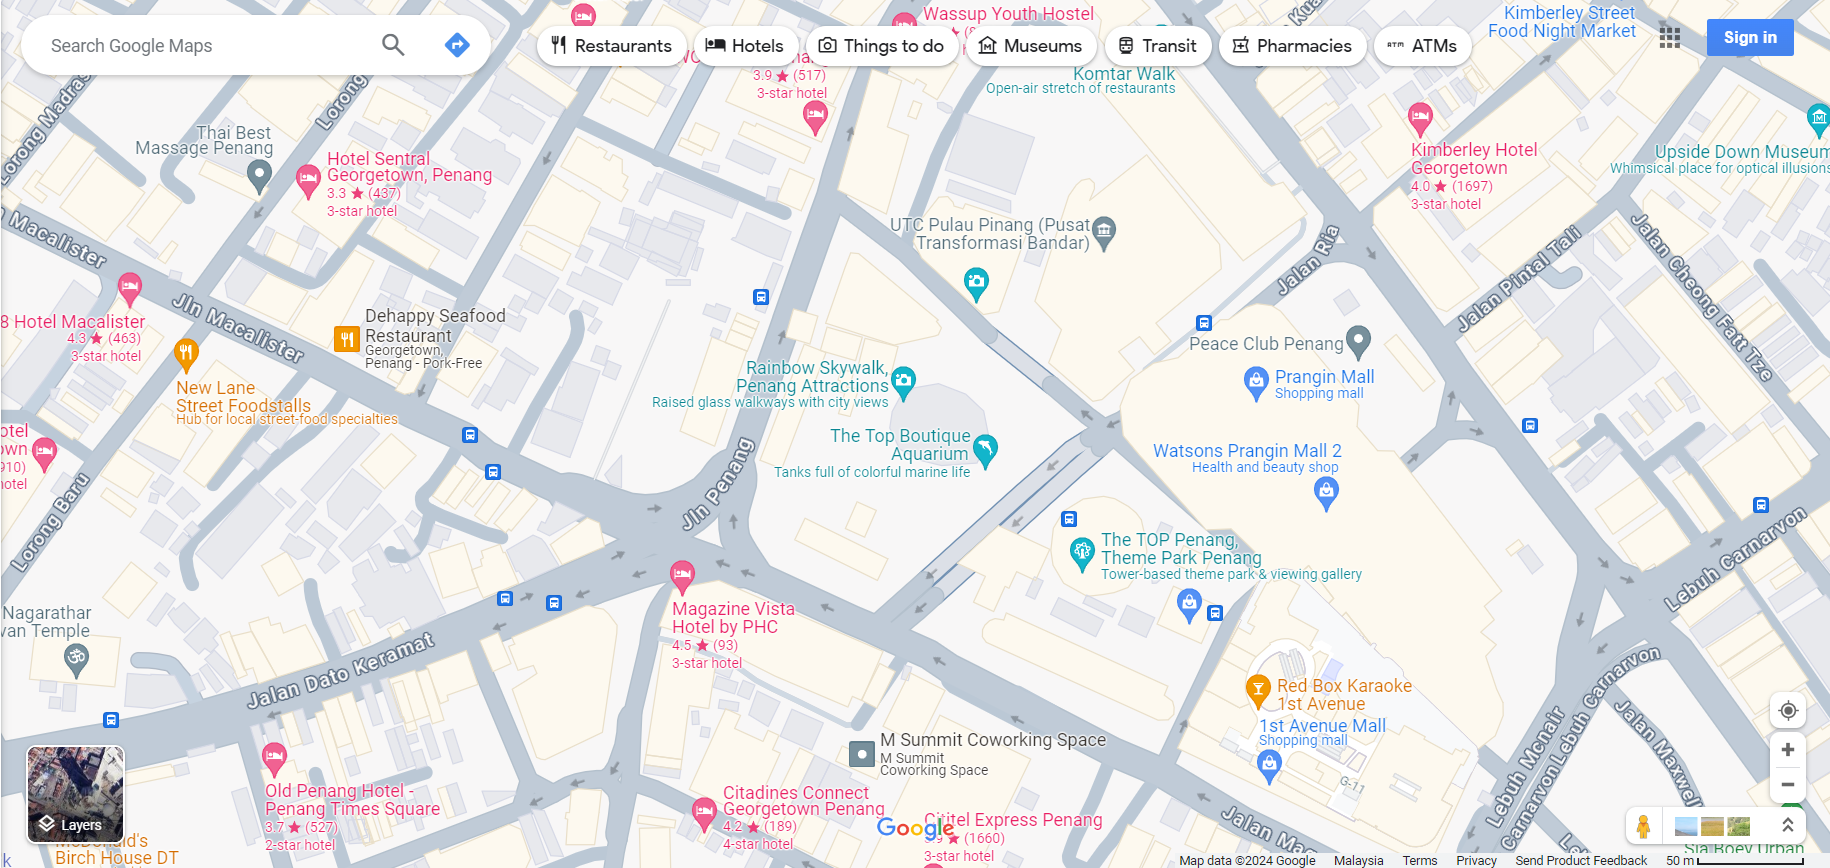 Search Google Maps
Restaurants
Hotels
Things to do
Museums
Transit
Pharmacies
ATMs
Sign in
Wassup Youth Hostel
3.9 ★ (517)
3-star hotel
Komtar Walk
Open-air stretch of restaurants
Kimberley Street
Food Night Market
Lorong Madras
Lorong
Thai Best
Massage Penang
Hotel Sentral
Georgetown, Penang
3.3 ★ (437)
3-star hotel
Kimberley Hotel
Georgetown
4.0 ★ (1697)
3-star hotel
Upside Down Museum
Whimsical place for optical illusions
UTC Pulau Pinang (Pusat
Transformasi Bandar)
Jalan Ria
Jalan Pintal Tali
Jalan Cheong Fatt Tze
Macalister
Jln Macalister
8 Hotel Macalister
4.3 ★ (463)
3-star hotel
Dehappy Seafood
Restaurant
Georgetown,
Penang - Pork-Free
New Lane
Street Foodstalls
Hub for local street-food specialties
Rainbow Skywalk,
Penang Attractions
Raised glass walkways with city views
The Top Boutique
Aquarium
Tanks full of colorful marine life
Peace Club Penang
Prangin Mall
Shopping mall
Watsons Prangin Mall 2
Health and beauty shop
otel
own
910)
hotel
Lorong Baru
Jln Penang
The TOP Penang,
Theme Park Penang
Tower-based theme park & viewing gallery
Lebuh Carnarvon
Nagarathar
van Temple
Magazine Vista
Hotel by PHC
4.5 ★ (93)
3-star hotel
Jalan Dato Keramat
Red Box Karaoke
1st Avenue
1st Avenue Mall
Shopping mall
G-11
M Summit Coworking Space
M Summit
Coworking Space
Lebuh Mcnair
Carnarvon Lebuh Carnarvon
Jalan Maxwell
Old Penang Hotel -
Penang Times Square
3.7 ★ (527)
2-star hotel
Citadines Connect
Georgetown Penang
4.2 ★ (189)
4-star hotel
Cititel Express Penang
(1660)
3-star hotel
Jalan Mag
Layers
McDonald's
Birch House DT
Google
Sia Boey Urban
Map data ©2024 Google
Malaysia
Terms
Privacy
Send Product Feedback
50 m